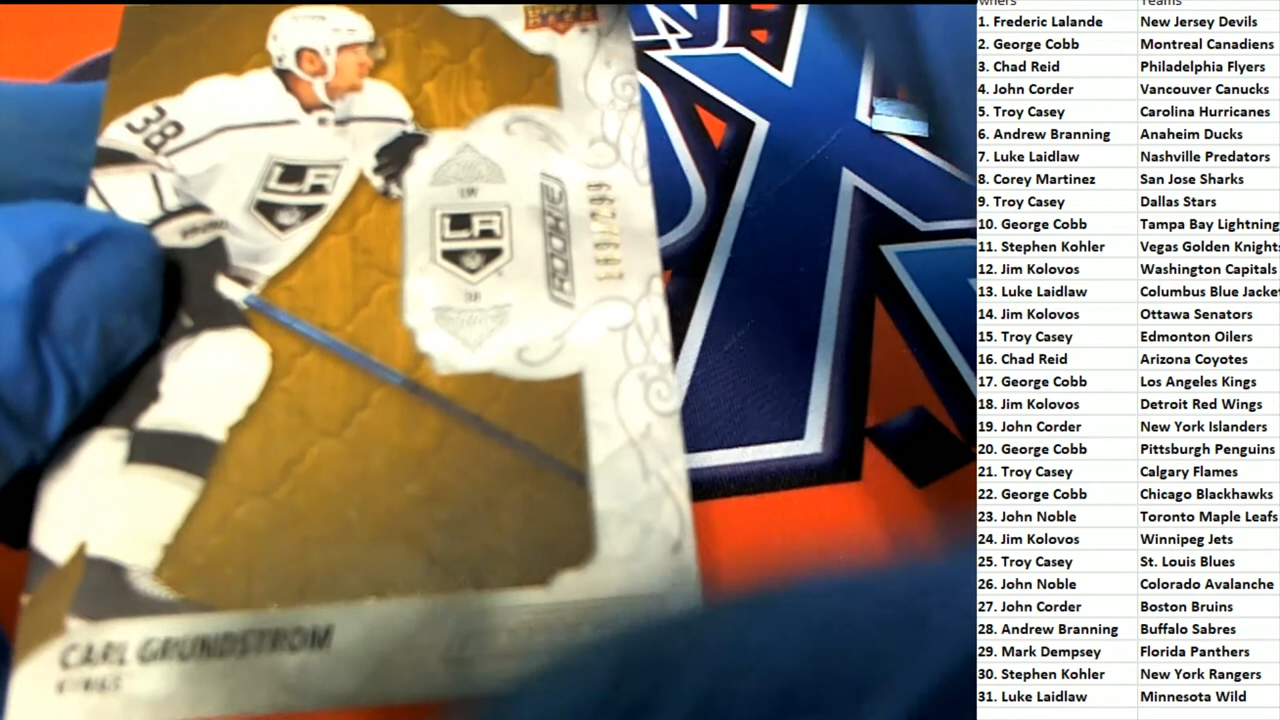 38
LA
LW
LA
38
ROOKIE
CARL GRUNDSTROM
KINGS
wners Teams
1. Frederic Lalande New Jersey Devils
2. George Cobb Montreal Canadiens
3. Chad Reid Philadelphia Flyers
4. John Corder Vancouver Canucks
5. Troy Casey Carolina Hurricanes
6. Andrew Branning Anaheim Ducks
7. Luke Laidlaw Nashville Predators
8. Corey Martinez San Jose Sharks
9. Troy Casey Dallas Stars
10. George Cobb Tampa Bay Lightning
11. Stephen Kohler Vegas Golden Knights
12. Jim Kolovos Washington Capitals
13. Luke Laidlaw Columbus Blue Jacket
14. Jim Kolovos Ottawa Senators
15. Troy Casey Edmonton Oilers
16. Chad Reid Arizona Coyotes
17. George Cobb Los Angeles Kings
18. Jim Kolovos Detroit Red Wings
19. John Corder New York Islanders
20. George Cobb Pittsburgh Penguins
21. Troy Casey Calgary Flames
22. George Cobb Chicago Blackhawks
23. John Noble Toronto Maple Leafs
24. Jim Kolovos Winnipeg Jets
25. Troy Casey St. Louis Blues
26. John Noble Colorado Avalanche
27. John Corder Boston Bruins
28. Andrew Branning Buffalo Sabres
29. Mark Dempsey Florida Panthers
30. Stephen Kohler New York Rangers
31. Luke Laidlaw Minnesota Wild